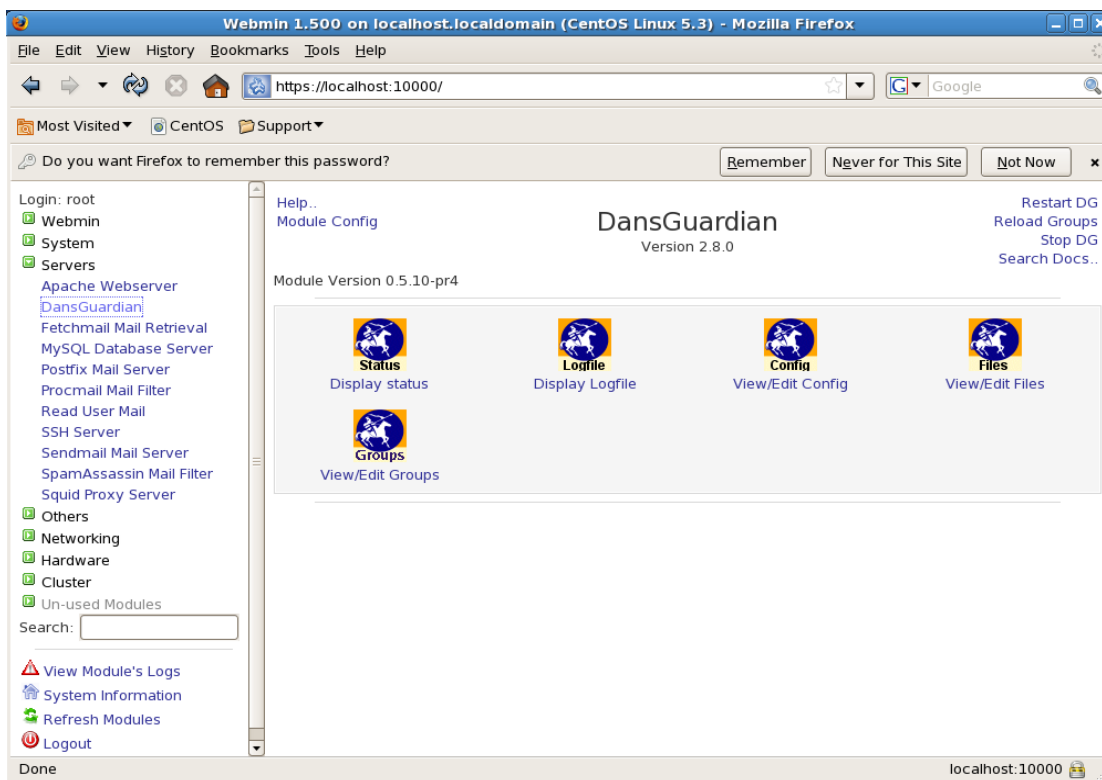 Webmin 1.500 on localhost.localdomain (CentOS Linux 5.3) - Mozilla Firefox
File Edit View History Bookmarks Tools Help
https://localhost:10000/
G Google
Most Visited CentOS Support
Do you want Firefox to remember this password? Remember Never for This Site Not Now
Login: root
Webmin
System
Servers
Apache Webserver
DansGuardian
Fetchmail Mail Retrieval
MySQL Database Server
Postfix Mail Server
Procmail Mail Filter
Read User Mail
SSH Server
Sendmail Mail Server
SpamAssassin Mail Filter
Squid Proxy Server
Others
Networking
Hardware
Cluster
Un-used Modules
Search:
View Module's Logs
System Information
Refresh Modules
Logout
Help..
Module Config
DansGuardian
Version 2.8.0
Restart DG
Reload Groups
Stop DG
Search Docs..
Module Version 0.5.10-pr4
Status
Display status
Logfile
Display Logfile
Config
View/Edit Config
Files
View/Edit Files
Groups
View/Edit Groups
Done
localhost:10000